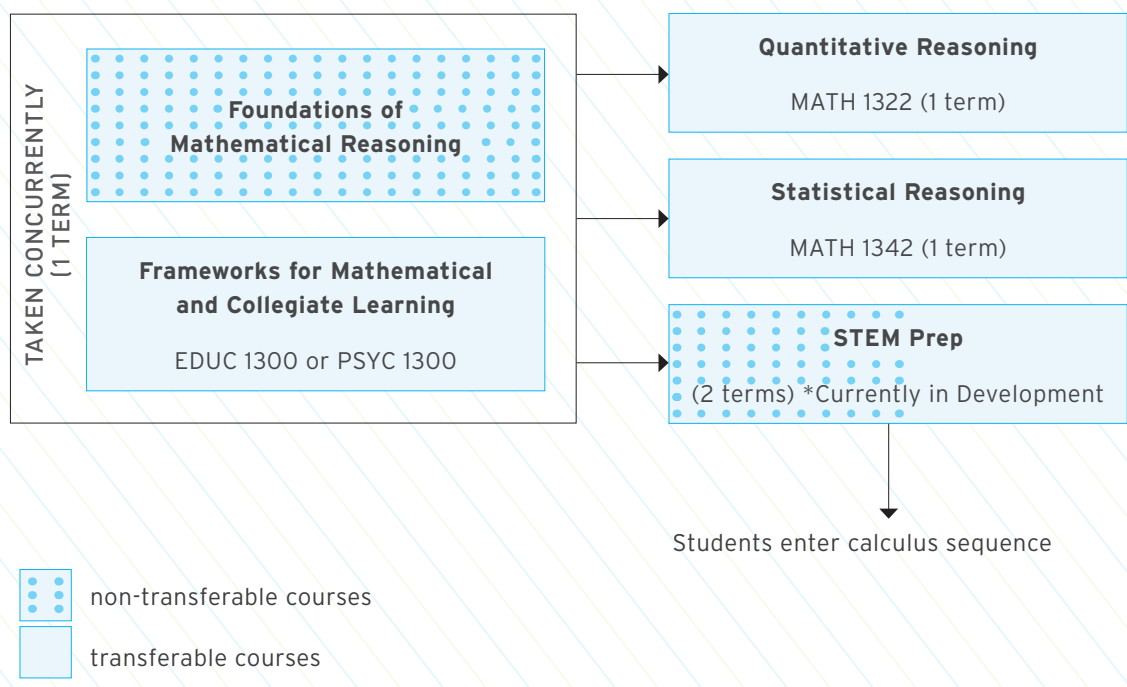 TAKEN CONCURRENTLY
(1 TERM)
Foundations of
Mathematical Reasoning
Frameworks for Mathematical
and Collegiate Learning
EDUC 1300 or PSYC 1300
Quantitative Reasoning
MATH 1322 (1 term)
Statistical Reasoning
MATH 1342 (1 term)
STEM Prep
(2 terms) *Currently in Development
Students enter calculus sequence
non-transferable courses
transferable courses